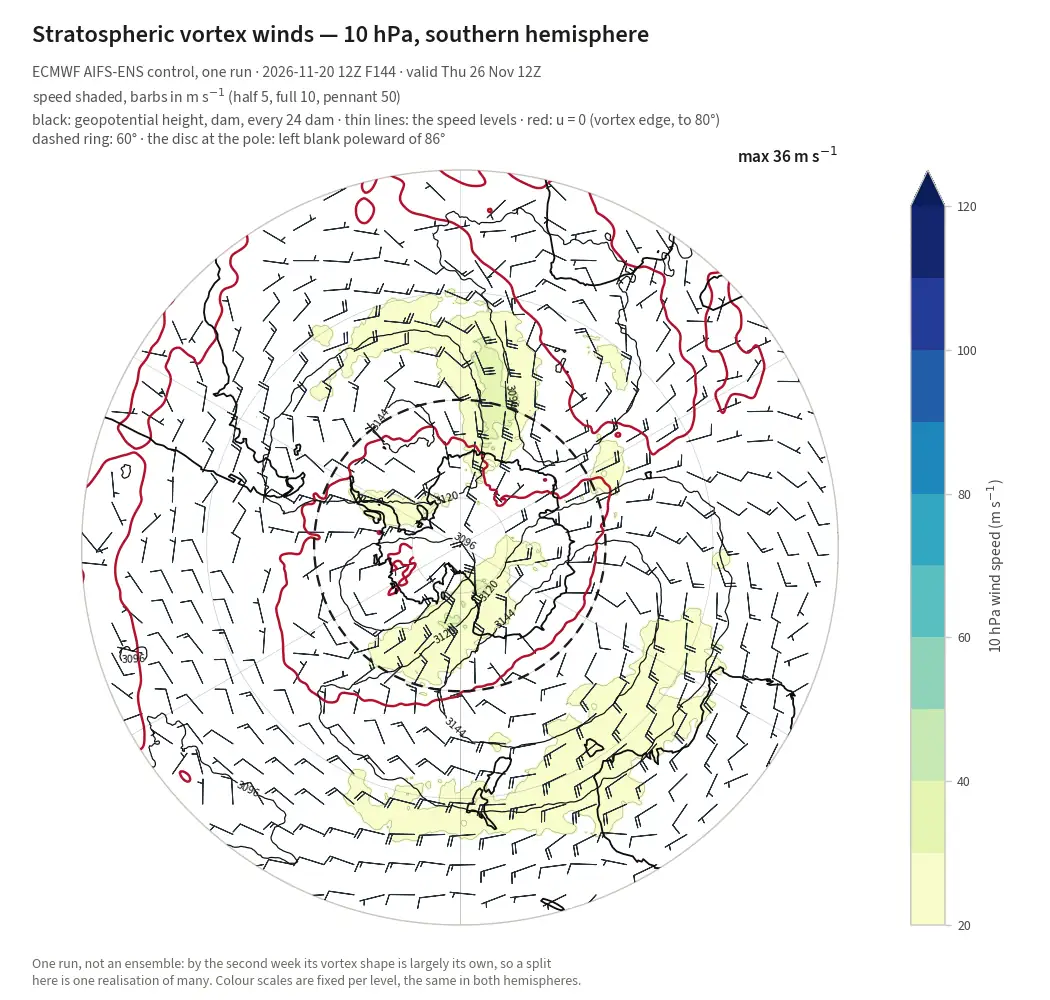 Stratospheric vortex winds — 10 hPa, southern hemisphere
ECMWF AIFS-ENS control, one run · 2026-11-20 12Z F144 · valid Thu 26 Nov 12Z
speed shaded, barbs in m s⁻¹ (half 5, full 10, pennant 50)
black: geopotential height, dam, every 24 dam · thin lines: the speed levels · red: u = 0 (vortex edge, to 80°)
dashed ring: 60° · the disc at the pole: left blank poleward of 86°
max 36 m s⁻¹
120
100
80
60
40
20
10 hPa wind speed (m s⁻¹)
3096
3144
3120
3096
3120
3144
3120
3096
3144
3096
One run, not an ensemble: by the second week its vortex shape is largely its own, so a split
here is one realisation of many. Colour scales are fixed per level, the same in both hemispheres.